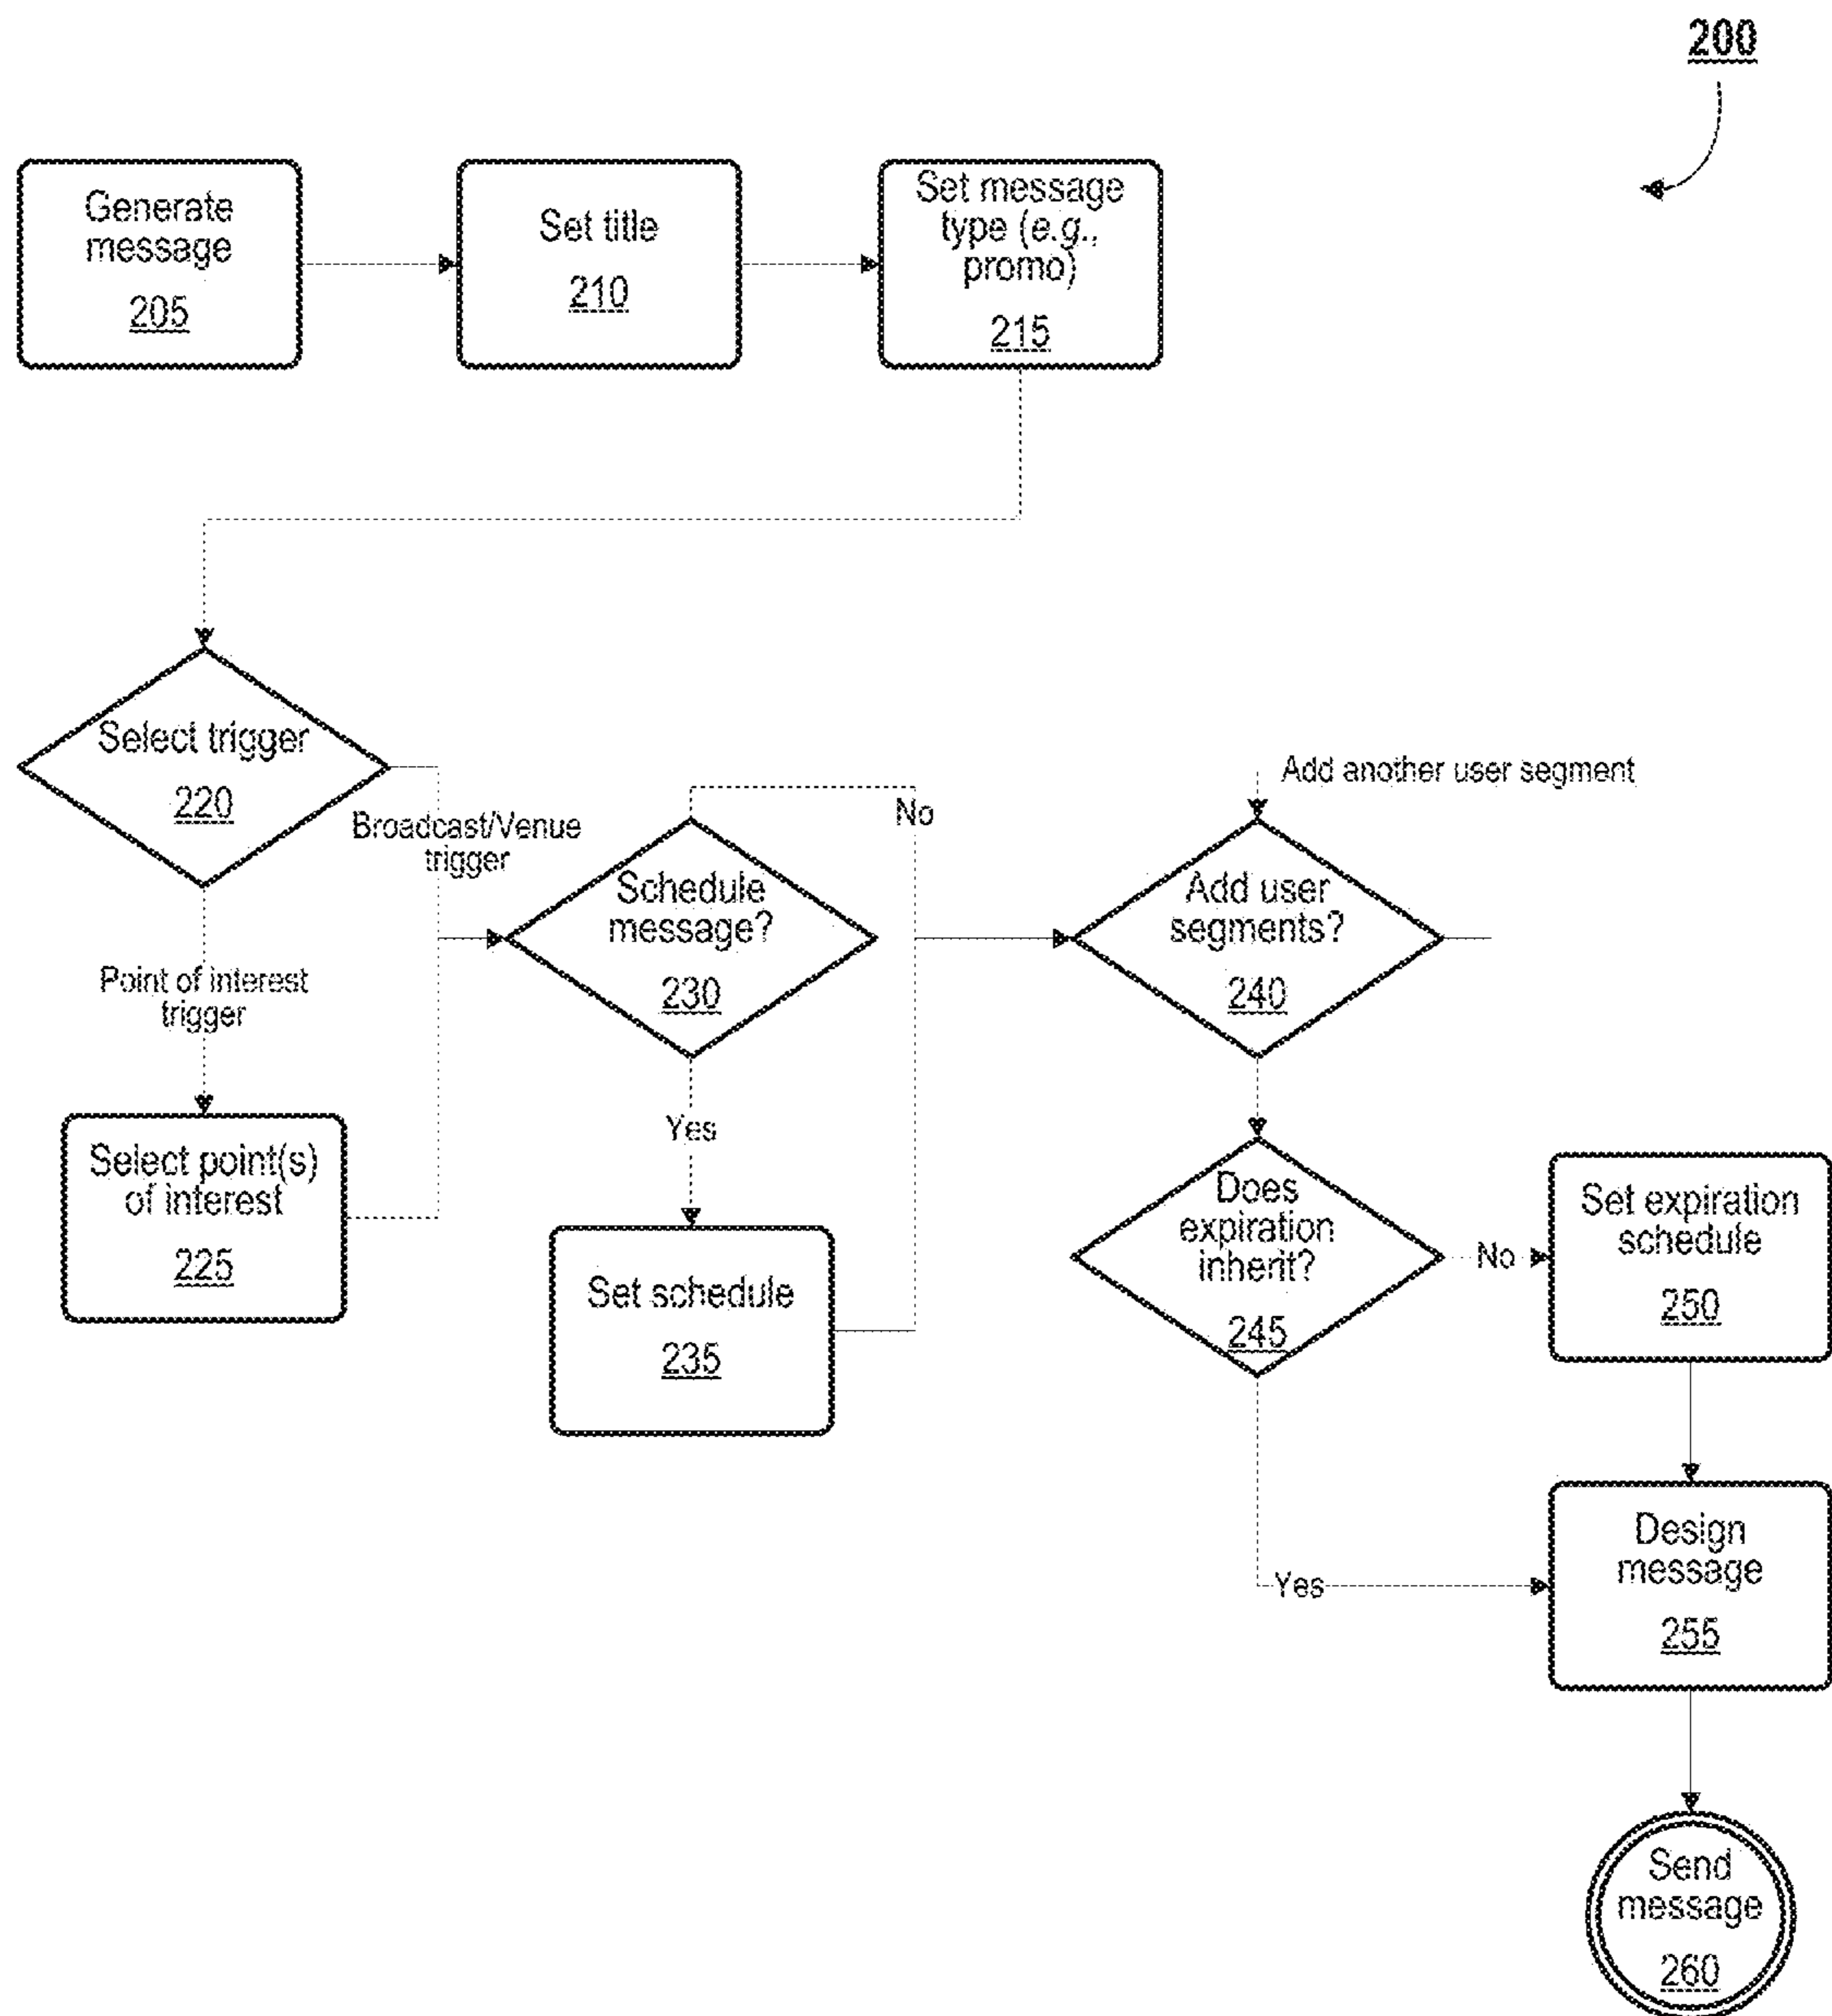 200
Generate
message
205
Set title
210
Set message
type (e.g.,
promo)
215
Select trigger
220
Broadcast/Venue
trigger
Point of interest
trigger
Select point(s)
of interest
225
Schedule
message?
230
No
Yes
Set schedule
235
Add another user segment
Add user
segments?
240
Does
expiration
inherit?
245
No
Yes
Set expiration
schedule
250
Design
message
255
Send
message
260